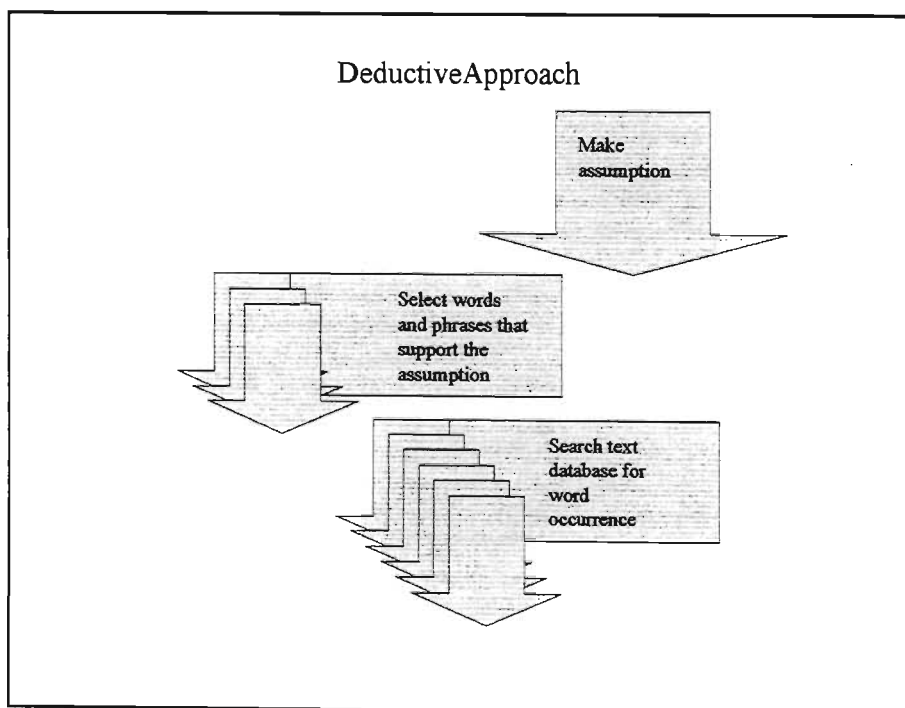 DeductiveApproach
Make
assumption
Select words
and phrases that
support the
assumption
Search text
database for
word
occurrence